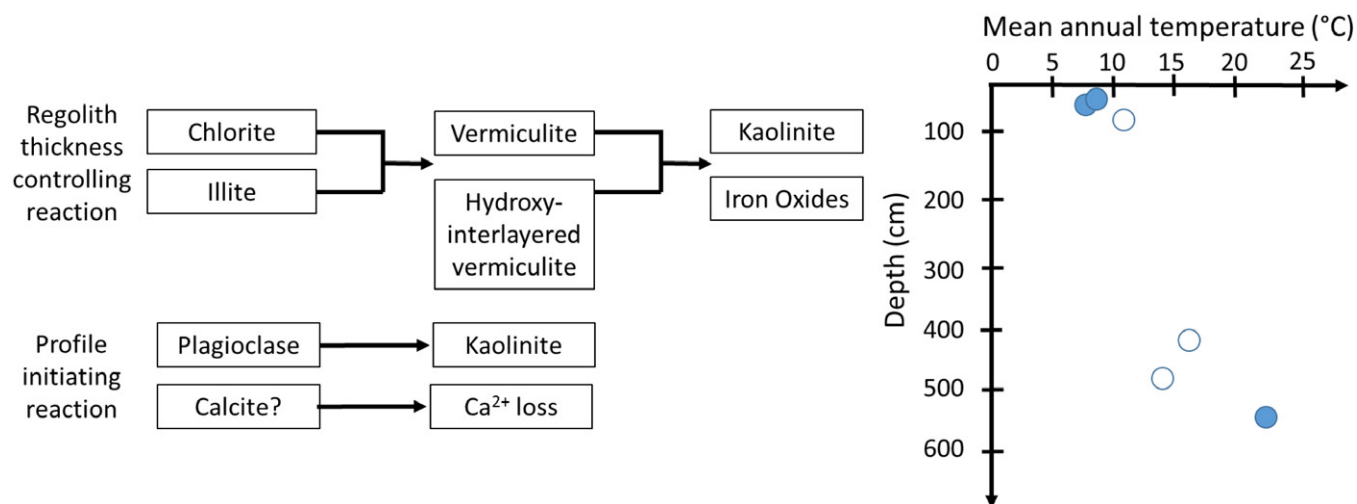 Regolith
thickness
controlling
reaction
Chlorite
Illite
Vermiculite
Hydroxy-
interlayered
vermiculite
Kaolinite
Iron Oxides
Profile
initiating
reaction
Plagioclase
Calcite?
Kaolinite
Ca²⁺ loss
Mean annual temperature (°C)
0 5 10 15 20 25
Depth (cm)
100
200
300
400
500
600